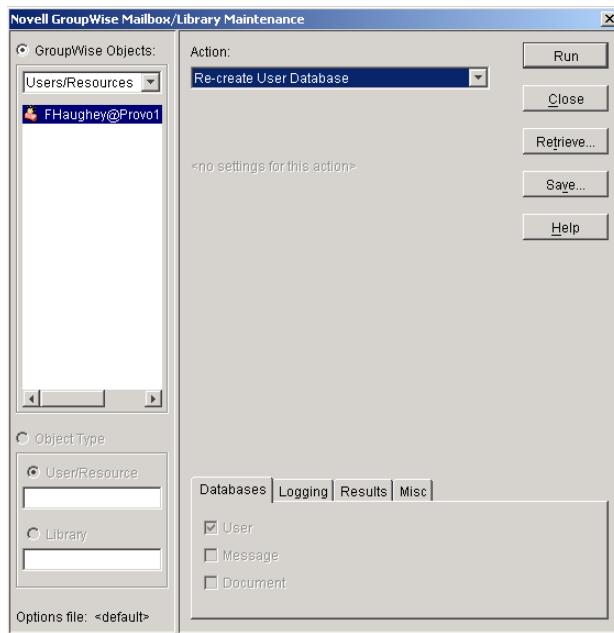 Novell GroupWise Mailbox/Library Maintenance
GroupWise Objects:
Users/Resources
FHaughey@Provo1
Object Type
User/Resource
Library
Options file: <default>
Action:
Re-create User Database
<no settings for this action>
Databases
Logging
Results
Misc
User
Message
Document
Run
Close
Retrieve...
Save...
Help